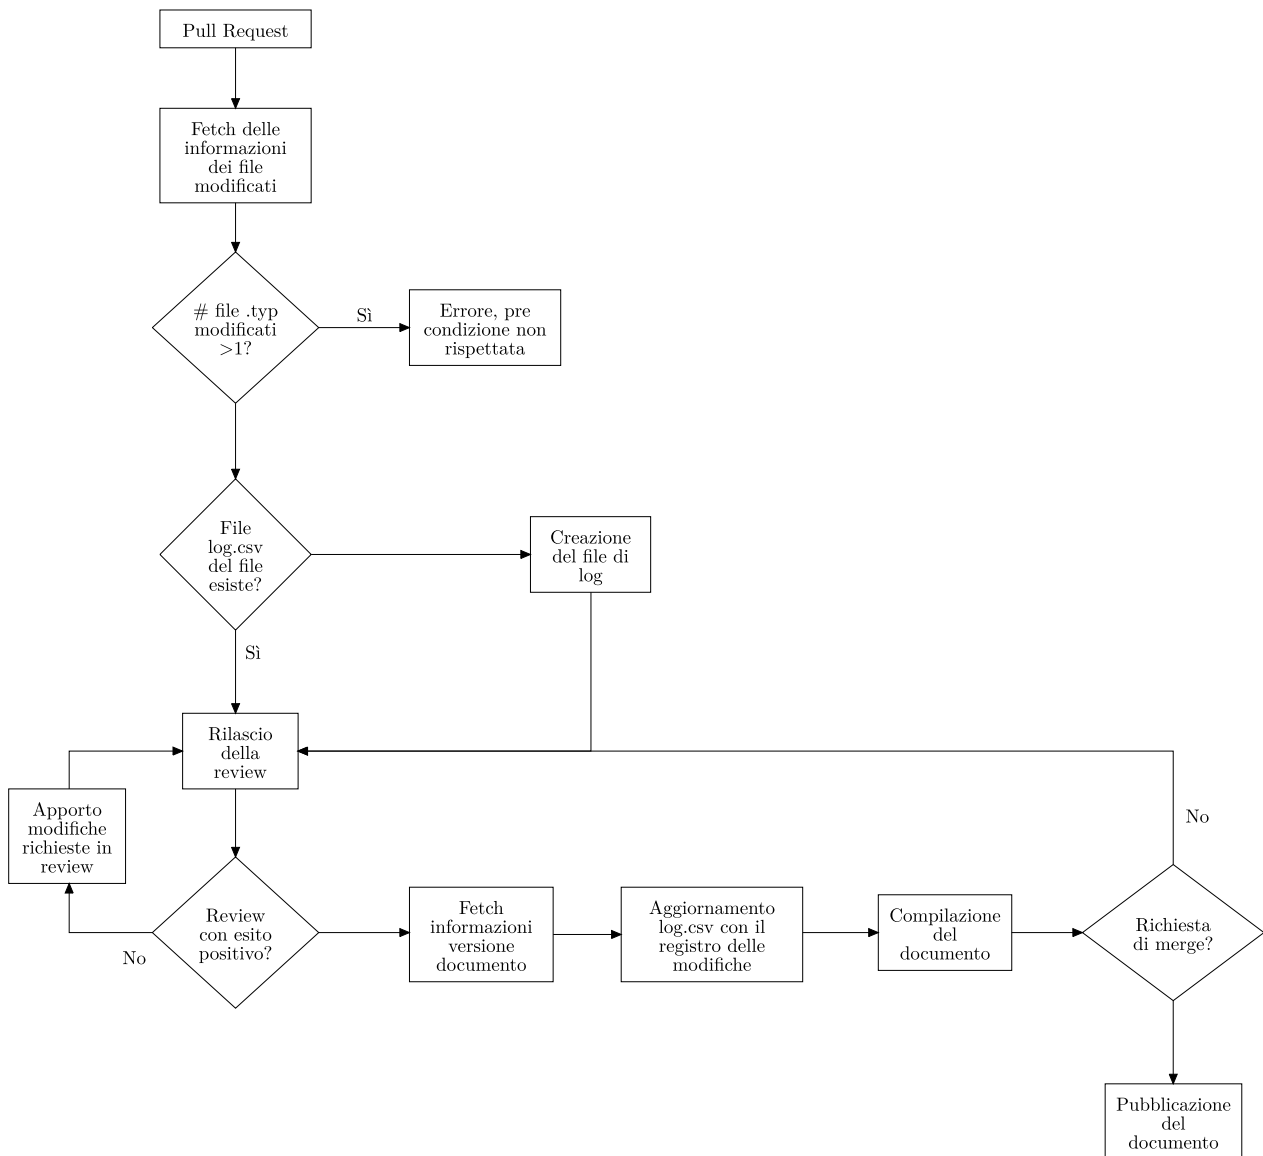 Pull Request
Fetch delle
informazioni
dei file
modificati
# file .typ
modificati
>1?
Sì
Errore, pre
condizione non
rispettata
File
log.csv
del file
esiste?
Creazione
del file di
log
Sì
Rilascio
della
review
Apporto
modifiche
richieste in
review
No
Review
con esito
positivo?
No
Fetch
informazioni
versione
documento
Aggiornamento
log.csv con il
registro delle
modifiche
Compilazione
del
documento
Richiesta
di merge?
Pubblicazione
del
documento